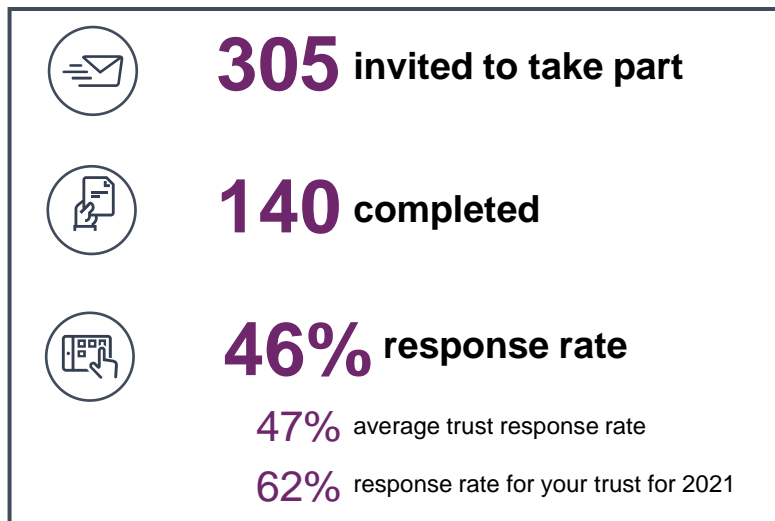 305 invited to take part
140 completed
46% response rate
47% average trust response rate
62% response rate for your trust for 2021